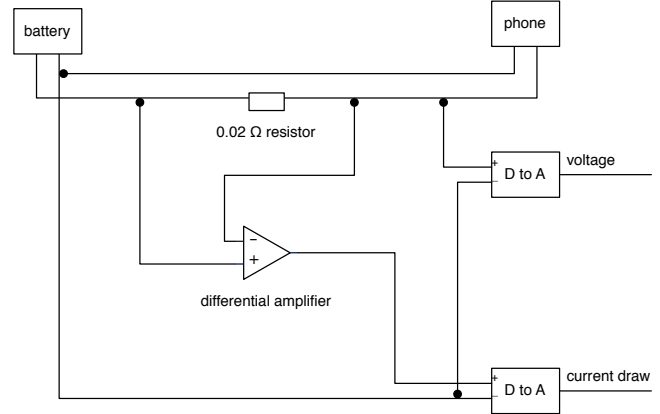 battery
phone
0.02 Ω resistor
+
−
D to A
voltage
−
+
differential amplifier
+
−
D to A
current draw